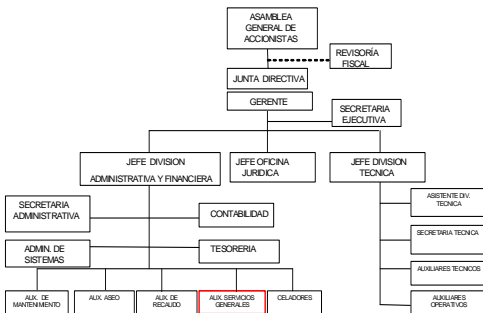 ASAMBLEA
GENERAL DE
ACCIONISTAS
REVISORÍA
FISCAL
JUNTA DIRECTIVA
GERENTE
SECRETARIA
EJECUTIVA
JEFE DIVISION
ADMINISTRATIVA Y FINANCIERA
JEFE OFICINA
JURIDICA
JEFE DIVISION
TECNICA
SECRETARIA
ADMINISTRATIVA
CONTABILIDAD
ADMIN. DE
SISTEMAS
TESORERIA
ASISTENTE DIV.
TECNICA
SECRETARIA TECNICA
AUXILIARES TECNICOS
AUXILIARES
OPERATIVOS
AUX. DE
MANTENIMIENTO
AUX. ASEO
AUX. DE
RECAUDO
AUX. SERVICIOS
GENERALES
CELADORES